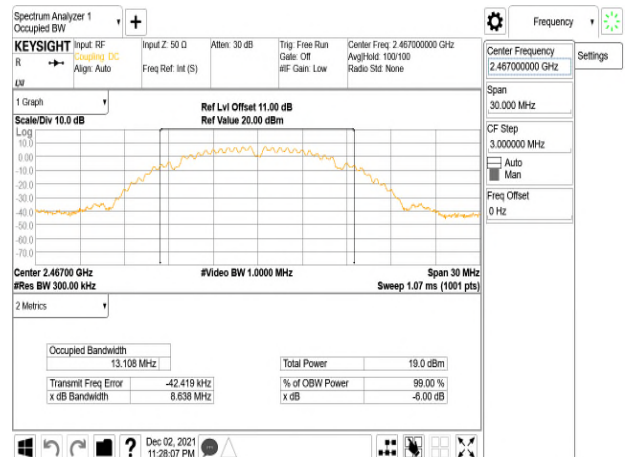 Spectrum Analyzer 1
Occupied BW
+
Frequency
KEYSIGHT Input: RF
Coupling: DC
Align: Auto
Input Z: 50 Ω
Freq Ref: Int (S)
Atten: 30 dB
Trig: Free Run
Gate: Off
#IF Gain: Low
Center Freq: 2.467000000 GHz
Avg|Hold: 100/100
Radio Std: None
R
LXI
Center Frequency
2.467000000 GHz
Settings
Span
30.000 MHz
CF Step
3.000000 MHz
Auto
Man
Freq Offset
0 Hz
1 Graph
Scale/Div 10.0 dB
Ref Lvl Offset 11.00 dB
Ref Value 20.00 dBm
Log
10.0
0.00
-10.0
-20.0
-30.0
-40.0
-50.0
-60.0
-70.0
Center 2.46700 GHz
#Video BW 1.0000 MHz
Span 30 MHz
#Res BW 300.00 kHz
Sweep 1.07 ms (1001 pts)
2 Metrics
Occupied Bandwidth
13.108 MHz
Total Power 19.0 dBm
Transmit Freq Error -42.419 kHz
% of OBW Power 99.00 %
x dB Bandwidth 8.638 MHz
x dB -6.00 dB
?
Dec 02, 2021
11:28:07 PM